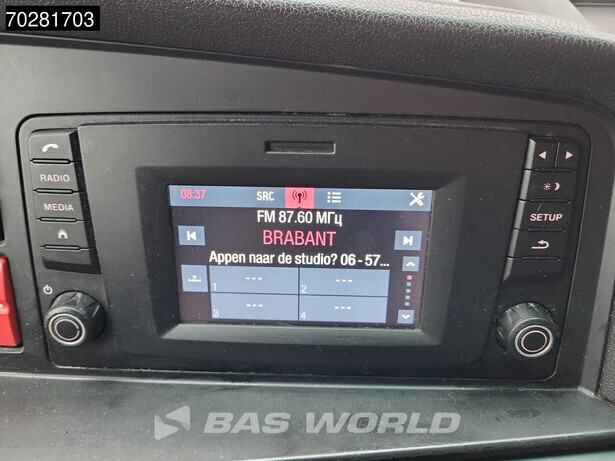 70281703
RADIO
MEDIA
SETUP
08:37
SRC
FM 87.60 МГц
BRABANT
Appen naar de studio? 06 - 57...
1 --- 2 ---
3 --- 4 ---
BAS WORLD